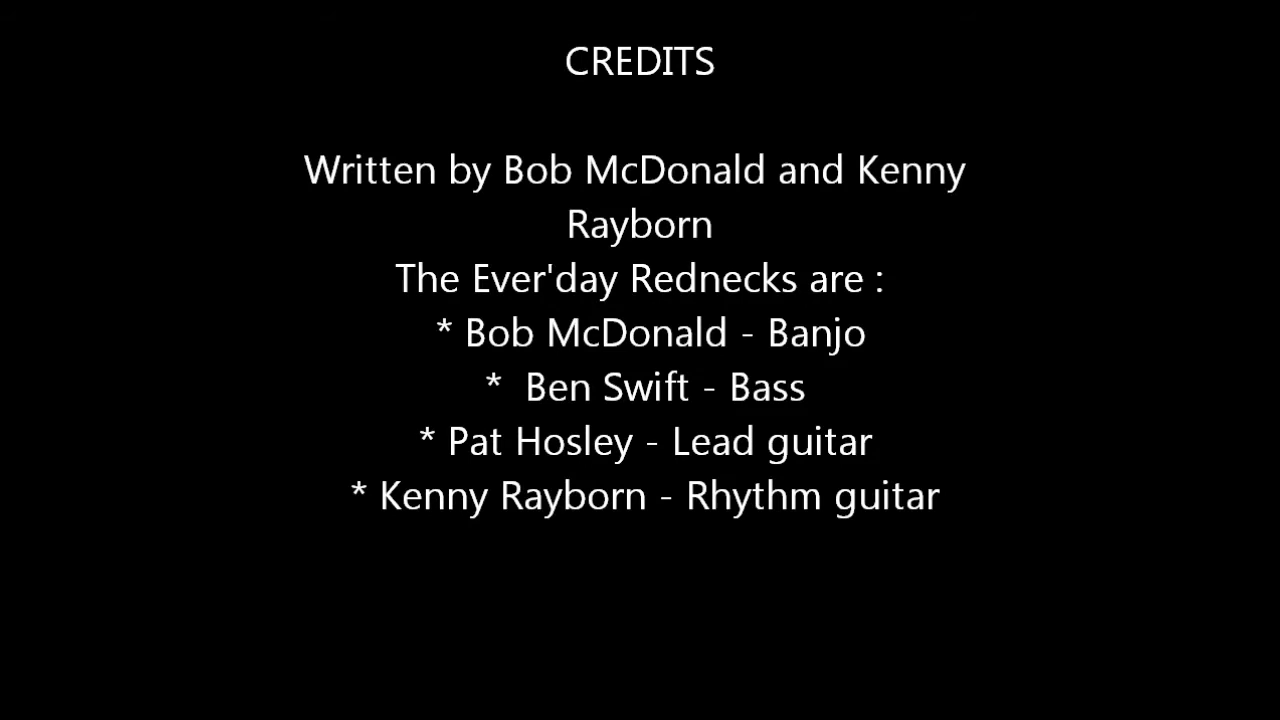 CREDITS
Written by Bob McDonald and Kenny
Rayborn
The Ever'day Rednecks are :
* Bob McDonald - Banjo
*  Ben Swift - Bass
* Pat Hosley - Lead guitar
* Kenny Rayborn - Rhythm guitar